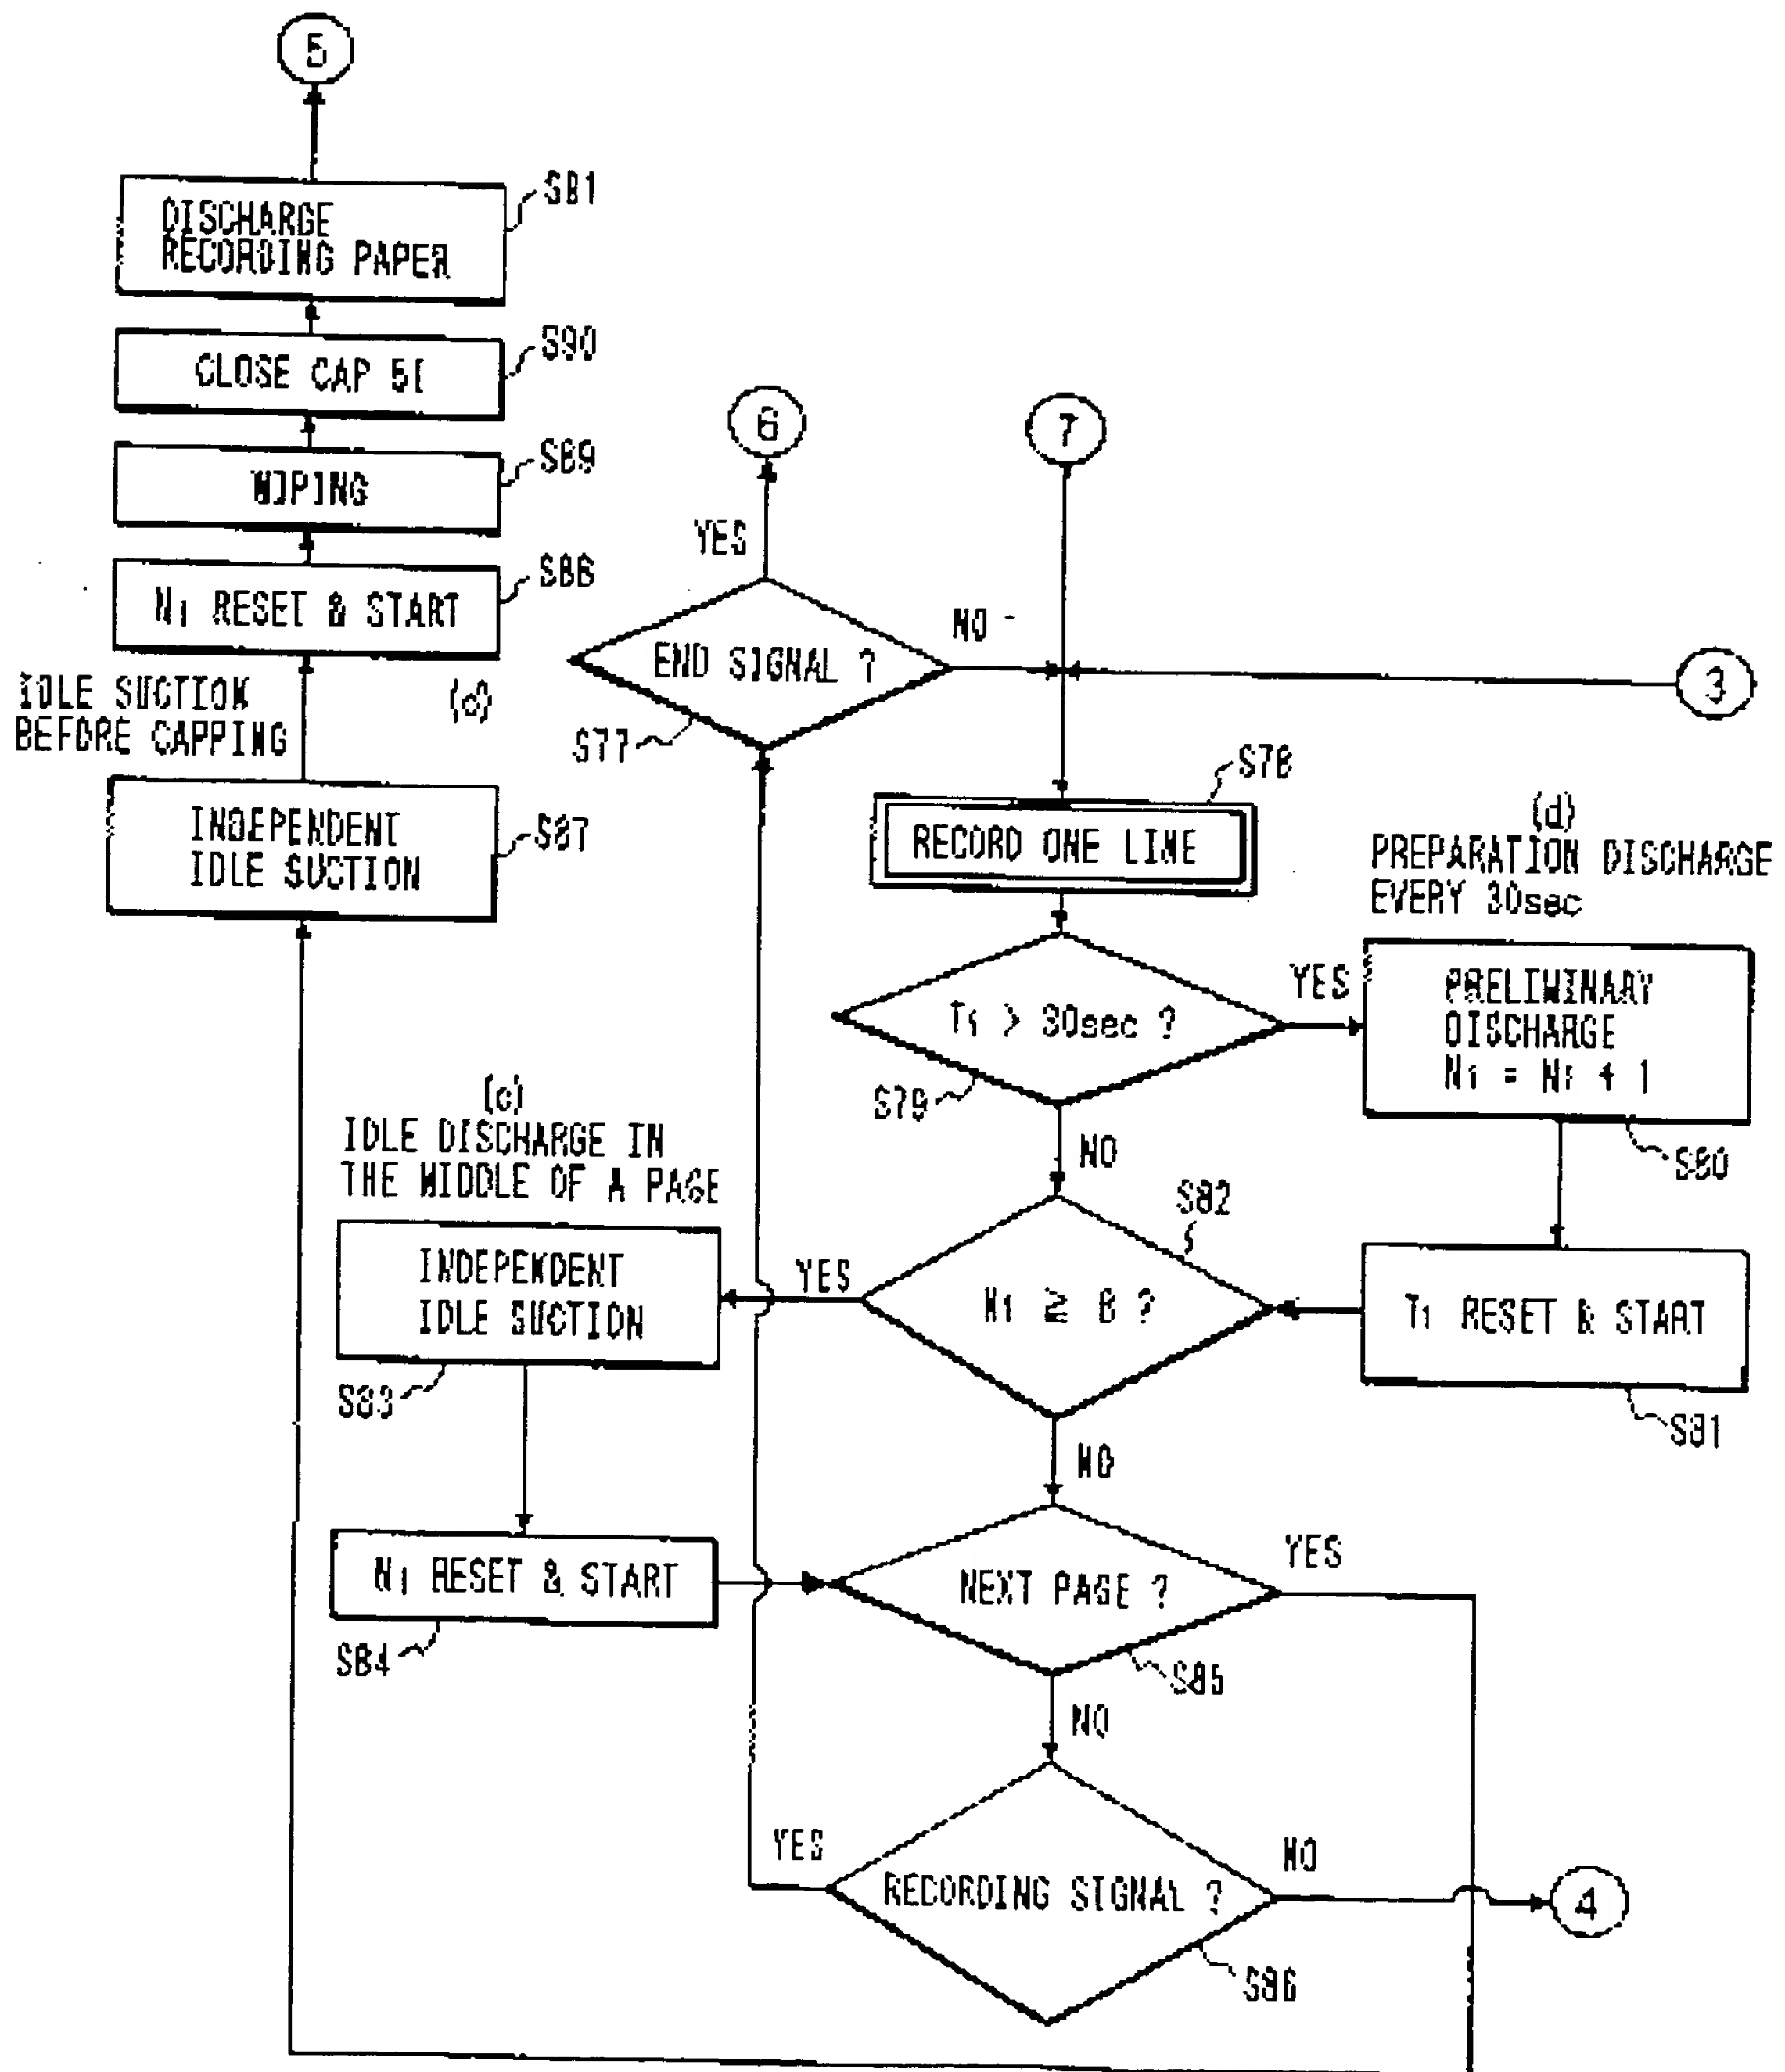 5
DISCHARGE
RECORDING PAPER
S81
CLOSE CAP 51
S90
WIPING
S89
N1 RESET & START
S88
IDLE SUCTION
BEFORE CAPPING
(c)
INDEPENDENT
IDLE SUCTION
S87
6
7
YES
END SIGNAL ?
NO
S77
3
RECORD ONE LINE
S78
(d)
PREPARATION DISCHARGE
EVERY 30sec
T1 > 30sec ?
YES
S79
NO
PRELIMINARY
DISCHARGE
N1 = N1 + 1
S80
(c)
IDLE DISCHARGE IN
THE MIDDLE OF A PAGE
INDEPENDENT
IDLE SUCTION
S83
YES
N1 ≧ 6 ?
S82
NO
T1 RESET & START
S81
N1 RESET & START
S84
NEXT PAGE ?
YES
S85
NO
YES
RECORDING SIGNAL ?
NO
S86
4